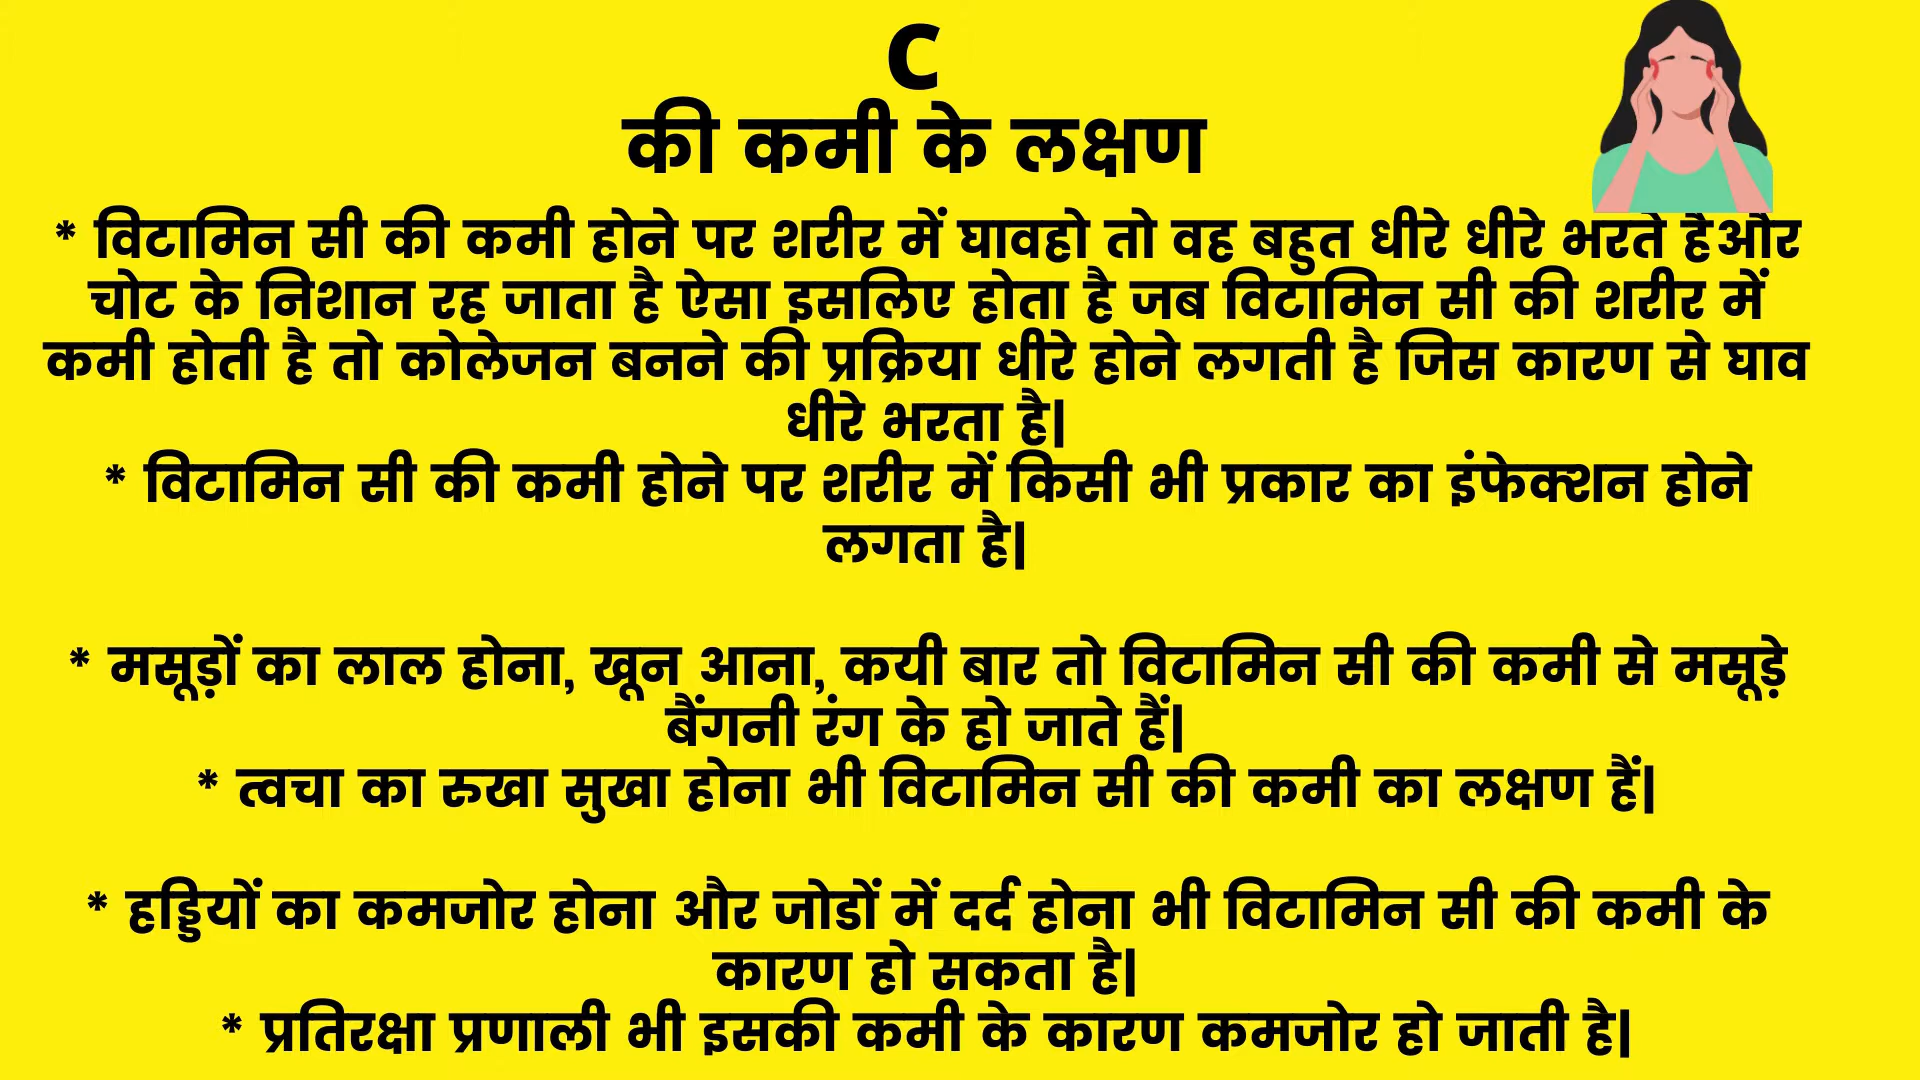 C
की कमी के लक्षण
* विटामिन सी की कमी होने पर शरीर में घावहो तो वह बहुत धीरे धीरे भरते हैऔर
चोट के निशान रह जाता है ऐसा इसलिए होता है जब विटामिन सी की शरीर में
कमी होती है तो कोलेजन बनने की प्रक्रिया धीरे होने लगती है जिस कारण से घाव
धीरे भरता है|
* विटामिन सी की कमी होने पर शरीर में किसी भी प्रकार का इंफेक्शन होने
लगता है|
* मसूड़ों का लाल होना, खून आना, कयी बार तो विटामिन सी की कमी से मसूड़े
बैंगनी रंग के हो जाते हैं|
* त्वचा का रुखा सुखा होना भी विटामिन सी की कमी का लक्षण हैं|
* हड्डियों का कमजोर होना और जोडों में दर्द होना भी विटामिन सी की कमी के
कारण हो सकता है|
* प्रतिरक्षा प्रणाली भी इसकी कमी के कारण कमजोर हो जाती है|